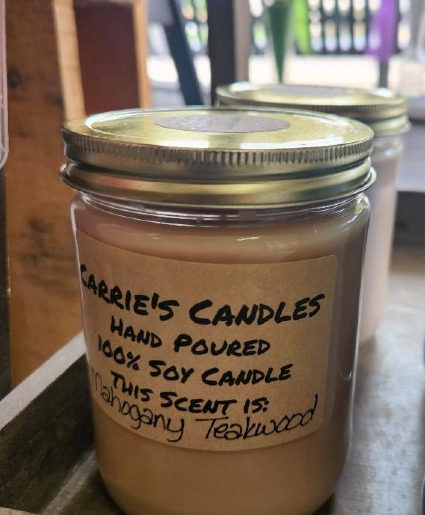 CARRIE'S CANDLES
HAND POURED
100% SOY CANDLE
THIS SCENT IS:
Mahogany Teakwood